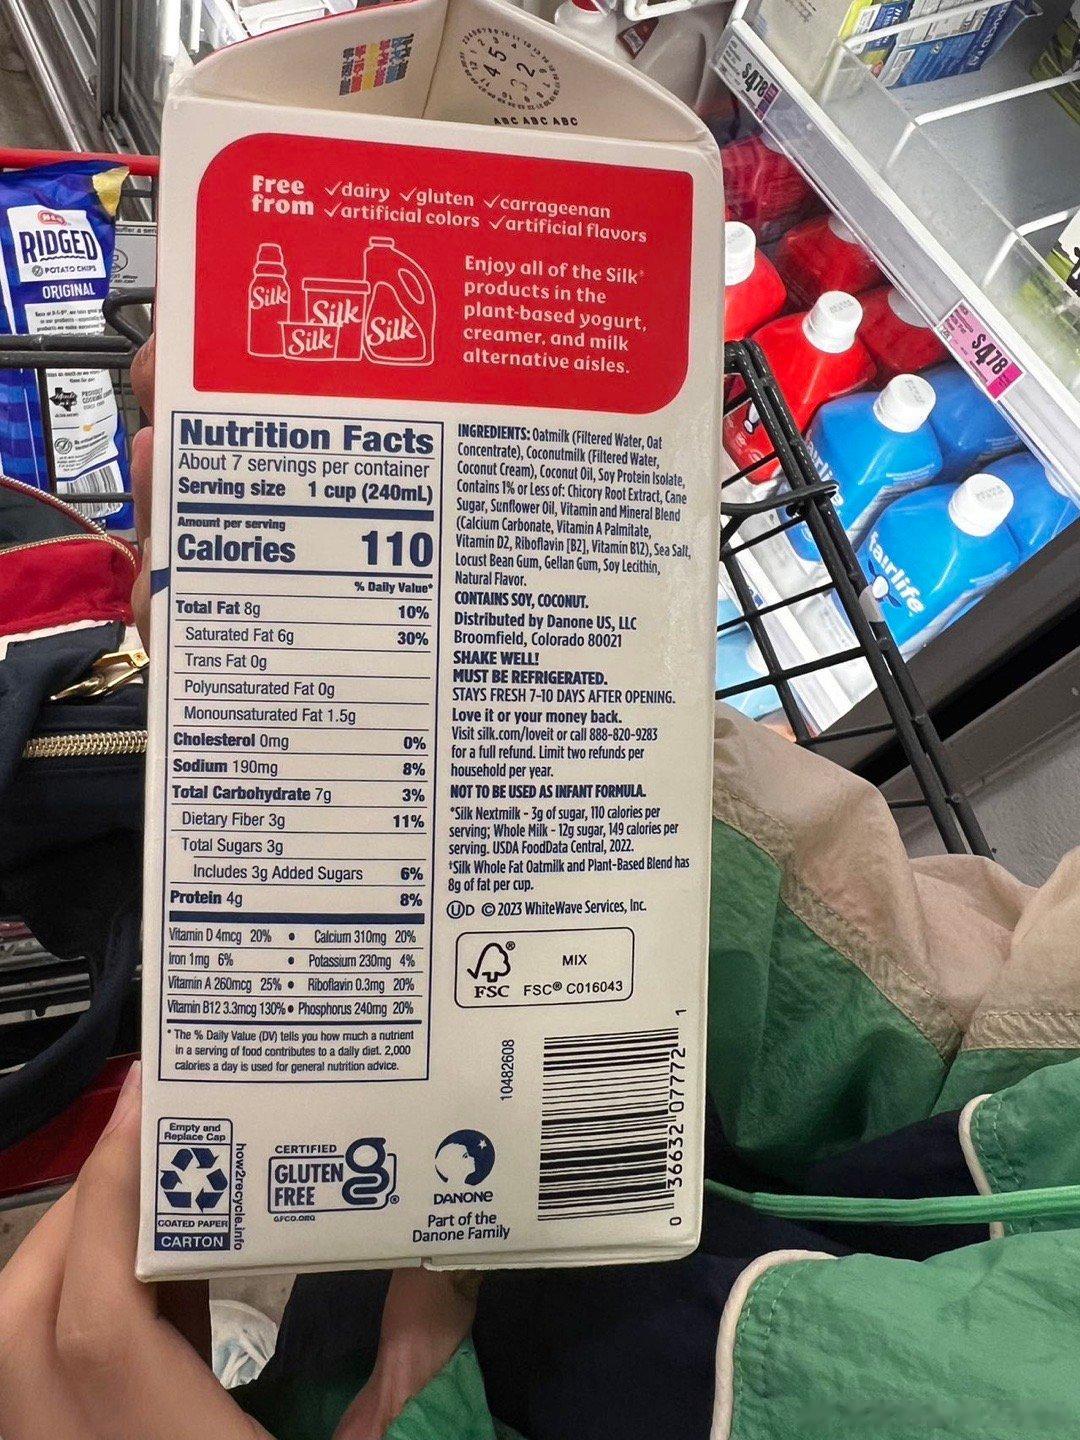 ABC ABC ABC
Free from
✓dairy ✓gluten ✓carrageenan
✓artificial colors ✓artificial flavors
Silk
Silk
Silk
Silk
Enjoy all of the Silk®
products in the
plant-based yogurt,
creamer, and milk
alternative aisles.
Nutrition Facts
About 7 servings per container
Serving size 1 cup (240mL)
Amount per serving
Calories 110
% Daily Value*
Total Fat 8g 10%
Saturated Fat 6g 30%
Trans Fat 0g
Polyunsaturated Fat 0g
Monounsaturated Fat 1.5g
Cholesterol 0mg 0%
Sodium 190mg 8%
Total Carbohydrate 7g 3%
Dietary Fiber 3g 11%
Total Sugars 3g
Includes 3g Added Sugars 6%
Protein 4g 8%
Vitamin D 4mcg 20% • Calcium 310mg 20%
Iron 1mg 6% • Potassium 230mg 4%
Vitamin A 260mcg 25% • Riboflavin 0.3mg 20%
Vitamin B12 3.3mcg 130% • Phosphorus 240mg 20%
* The % Daily Value (DV) tells you how much a nutrient
in a serving of food contributes to a daily diet. 2,000
calories a day is used for general nutrition advice.
INGREDIENTS: Oatmilk (Filtered Water, Oat
Concentrate), Coconutmilk (Filtered Water,
Coconut Cream), Coconut Oil, Soy Protein Isolate,
Contains 1% or Less of: Chicory Root Extract, Cane
Sugar, Sunflower Oil, Vitamin and Mineral Blend
(Calcium Carbonate, Vitamin A Palmitate,
Vitamin D2, Riboflavin [B2], Vitamin B12), Sea Salt,
Locust Bean Gum, Gellan Gum, Soy Lecithin,
Natural Flavor.
CONTAINS SOY, COCONUT.
Distributed by Danone US, LLC
Broomfield, Colorado 80021
SHAKE WELL!
MUST BE REFRIGERATED.
STAYS FRESH 7-10 DAYS AFTER OPENING.
Love it or your money back.
Visit silk.com/loveit or call 888-820-9283
for a full refund. Limit two refunds per
household per year.
NOT TO BE USED AS INFANT FORMULA.
*Silk Nextmilk - 3g of sugar, 110 calories per
serving; Whole Milk - 12g sugar, 149 calories per
serving. USDA FoodData Central, 2022.
‡Silk Whole Fat Oatmilk and Plant-Based Blend has
8g of fat per cup.
ⓊD © 2023 WhiteWave Services, Inc.
FSC®
MIX
FSC® C016043
10482608
0 36632 07772 1
Empty and
Replace Cap
COATED PAPER
CARTON
how2recycle.info
CERTIFIED
GLUTEN
FREE
GFCO.ORG
DANONE
Part of the
Danone Family
RIDGED
POTATO CHIPS
ORIGINAL
$4.78
$4.78
fairlife